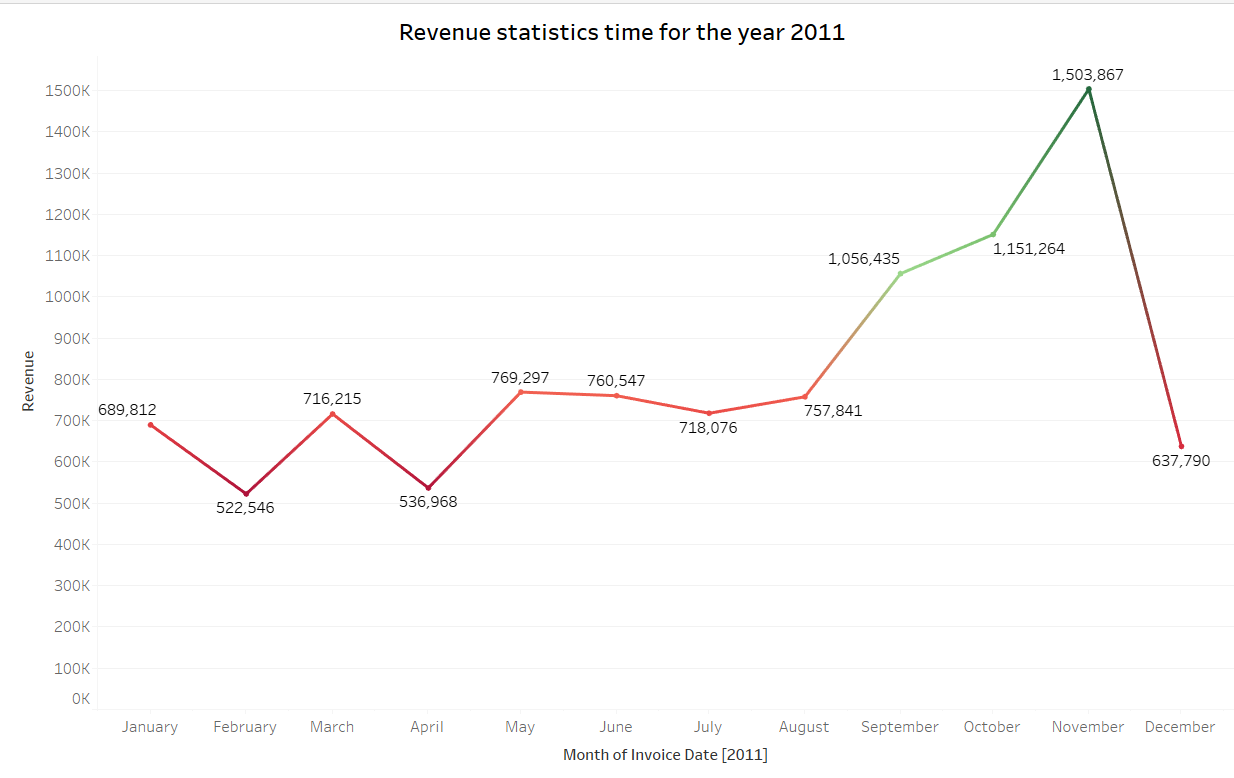 Revenue statistics time for the year 2011
1,503,867
1500K
1400K
1300K
1200K
1,151,264
1,056,435
1100K
1000K
900K
Revenue
800K
769,297
760,547
757,841
716,215
718,076
689,812
700K
637,790
600K
536,968
522,546
500K
400K
300K
200K
100K
0K
January February March April May June July August September October November December
Month of Invoice Date [2011]